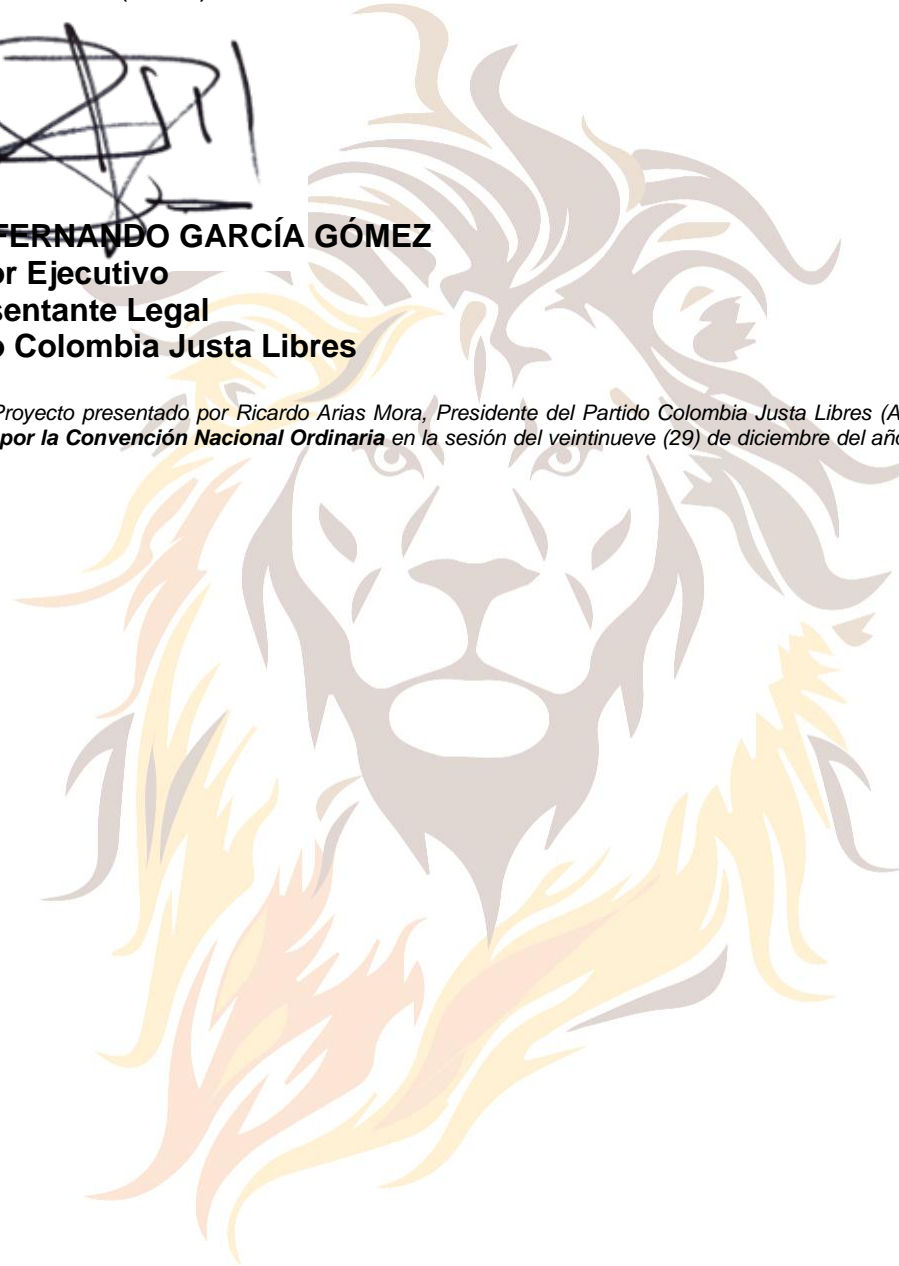 FERNANDO GARCÍA GÓMEZ
or Ejecutivo
sentante Legal
o Colombia Justa Libres
Proyecto presentado por Ricardo Arias Mora, Presidente del Partido Colombia Justa Libres (A
por la Convención Nacional Ordinaria en la sesión del veintinueve (29) de diciembre del año